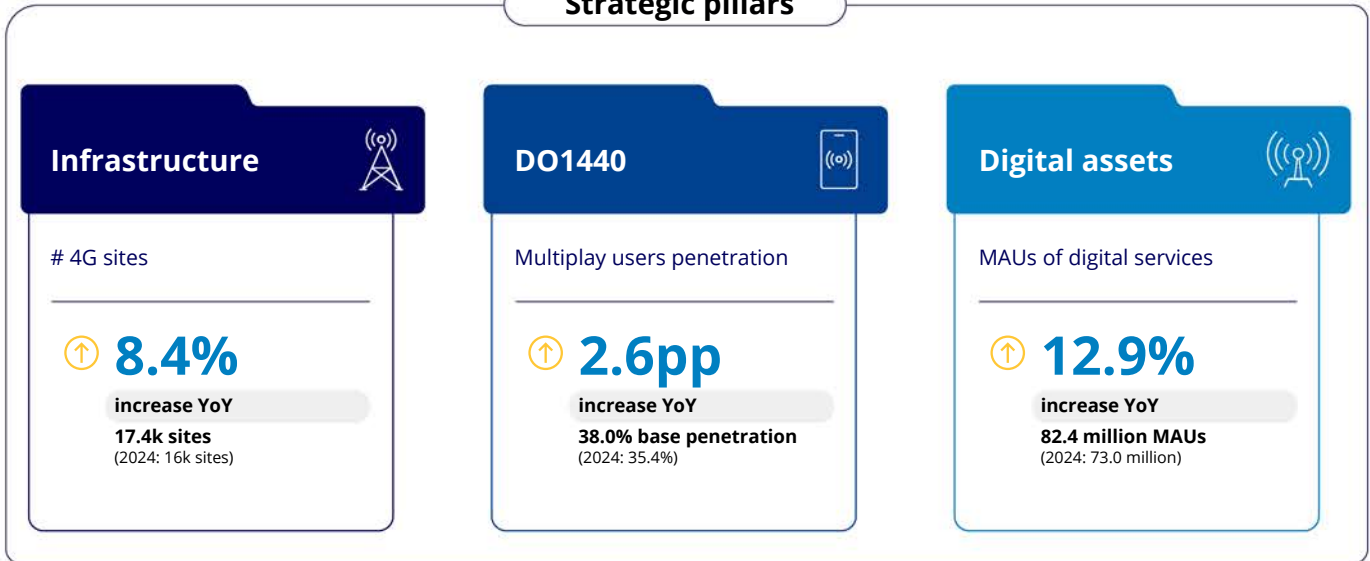 Strategic pillars
Infrastructure
# 4G sites
8.4%
increase YoY
17.4k sites
(2024: 16k sites)
DO1440
Multiplay users penetration
2.6pp
increase YoY
38.0% base penetration
(2024: 35.4%)
Digital assets
MAUs of digital services
12.9%
increase YoY
82.4 million MAUs
(2024: 73.0 million)